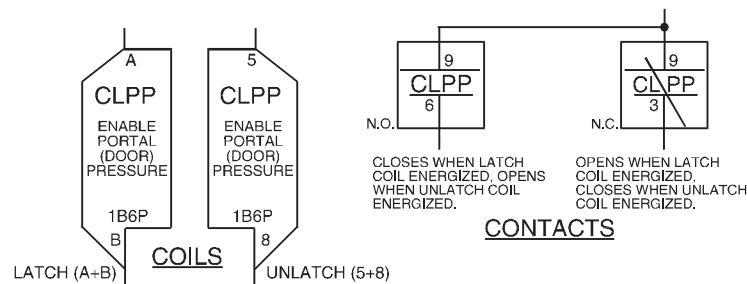 A
CLPP
ENABLE
PORTAL
(DOOR)
PRESSURE
1B6P
B
LATCH (A+B)
5
CLPP
ENABLE
PORTAL
(DOOR)
PRESSURE
1B6P
8
UNLATCH (5+8)
COILS
9
CLPP
6
N.O.
CLOSES WHEN LATCH
COIL ENERGIZED, OPENS
WHEN UNLATCH COIL
ENERGIZED.
9
CLPP
3
N.C.
OPENS WHEN LATCH
COIL ENERGIZED,
CLOSES WHEN UNLATCH
COIL ENERGIZED.
CONTACTS